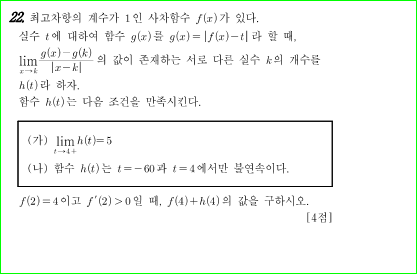 22. 최고차항의 계수가 1인 사차함수 f(x)가 있다.
실수 t에 대하여 함수 g(x)를 g(x)=|f(x)-t|라 할 때,
lim_{x→k} (g(x)-g(k))/|x-k| 의 값이 존재하는 서로 다른 실수 k의 개수를
h(t)라 하자.
함수 h(t)는 다음 조건을 만족시킨다.
(가) lim_{t→4+} h(t)=5
(나) 함수 h(t)는 t=-60과 t=4에서만 불연속이다.
f(2)=4이고 f'(2)>0일 때, f(4)+h(4)의 값을 구하시오.
[4점]